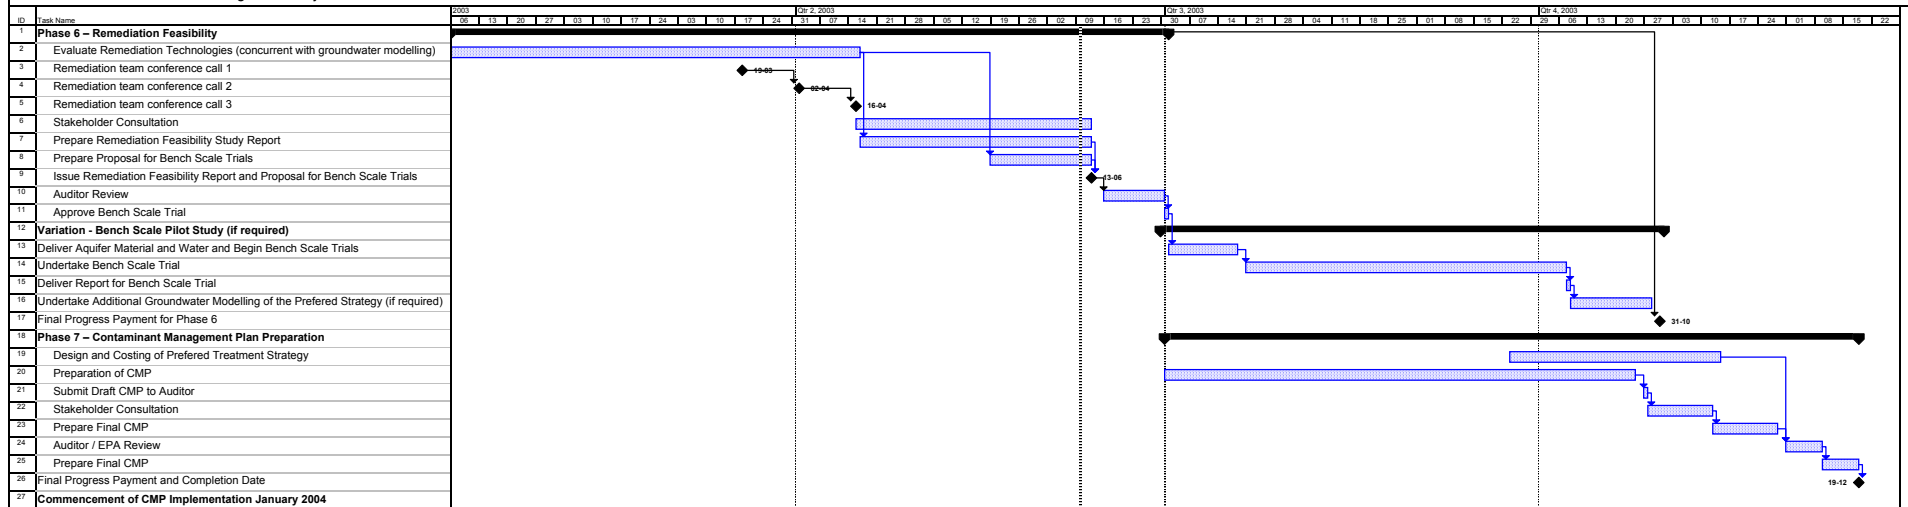 2003 Qtr 2, 2003 Qtr 3, 2003 Qtr 4, 2003
ID Task Name 06 13 20 27 03 10 17 24 03 10 17 24 31 07 14 21 28 05 12 19 26 02 09 16 23 30 07 14 21 28 04 11 18 25 01 08 15 22 29 06 13 20 27 03 10 17 24 01 08 15 22
1 Phase 6 – Remediation Feasibility
2 Evaluate Remediation Technologies (concurrent with groundwater modelling)
3 Remediation team conference call 1 19-03
4 Remediation team conference call 2 02-04
5 Remediation team conference call 3 16-04
6 Stakeholder Consultation
7 Prepare Remediation Feasibility Study Report
8 Prepare Proposal for Bench Scale Trials
9 Issue Remediation Feasibility Report and Proposal for Bench Scale Trials 13-06
10 Auditor Review
11 Approve Bench Scale Trial
12 Variation - Bench Scale Pilot Study (if required)
13 Deliver Aquifer Material and Water and Begin Bench Scale Trials
14 Undertake Bench Scale Trial
15 Deliver Report for Bench Scale Trial
16 Undertake Additional Groundwater Modelling of the Prefered Strategy (if required)
17 Final Progress Payment for Phase 6 31-10
18 Phase 7 – Contaminant Management Plan Preparation
19 Design and Costing of Prefered Treatment Strategy
20 Preparation of CMP
21 Submit Draft CMP to Auditor
22 Stakeholder Consultation
23 Prepare Final CMP
24 Auditor / EPA Review
25 Prepare Final CMP
26 Final Progress Payment and Completion Date 19-12
27 Commencement of CMP Implementation January 2004